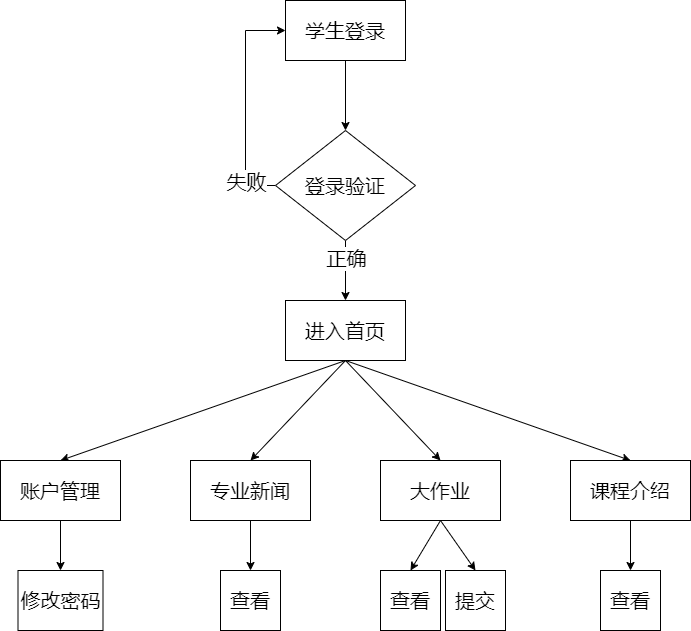 学生登录
失败
登录验证
正确
进入首页
账户管理
专业新闻
大作业
课程介绍
修改密码
查看
查看
提交
查看